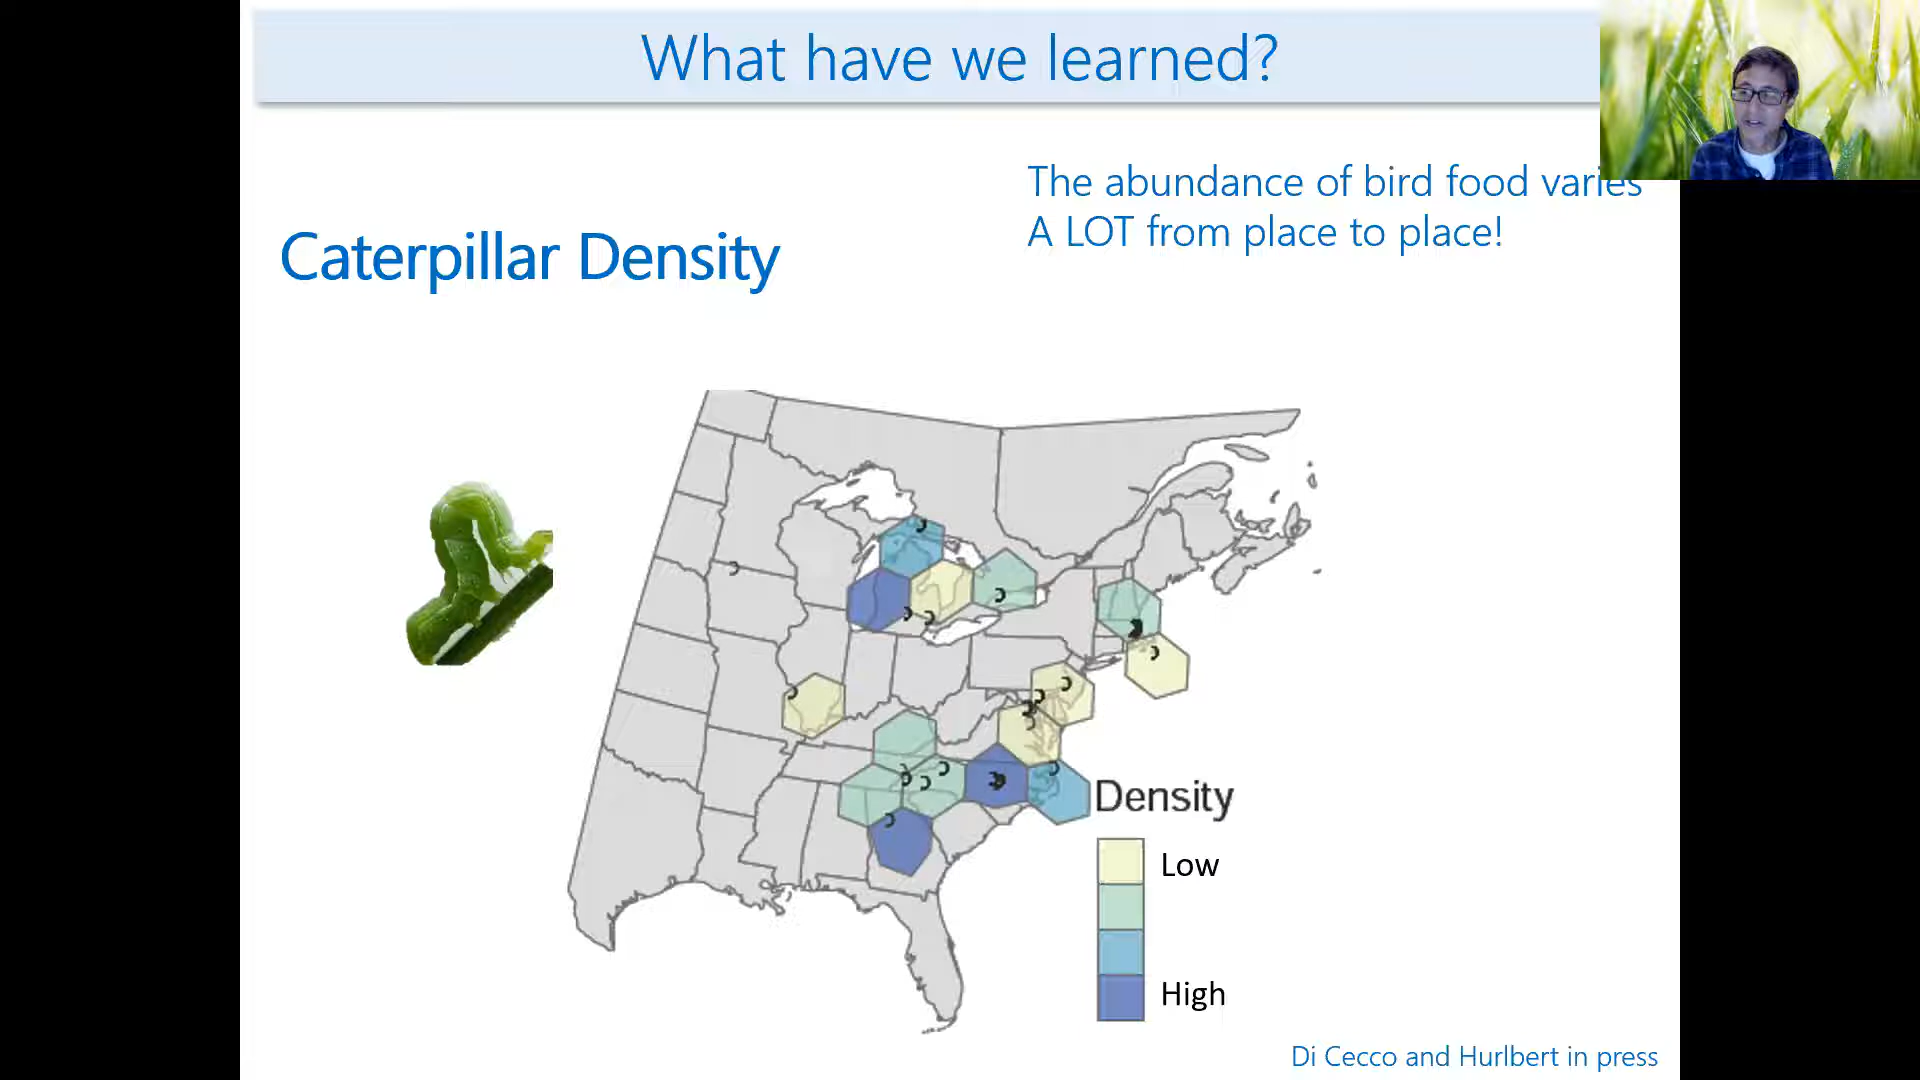 What have we learned?
The abundance of bird food varies
A LOT from place to place!
Caterpillar Density
Density
Low
High
Di Cecco and Hurlbert in press